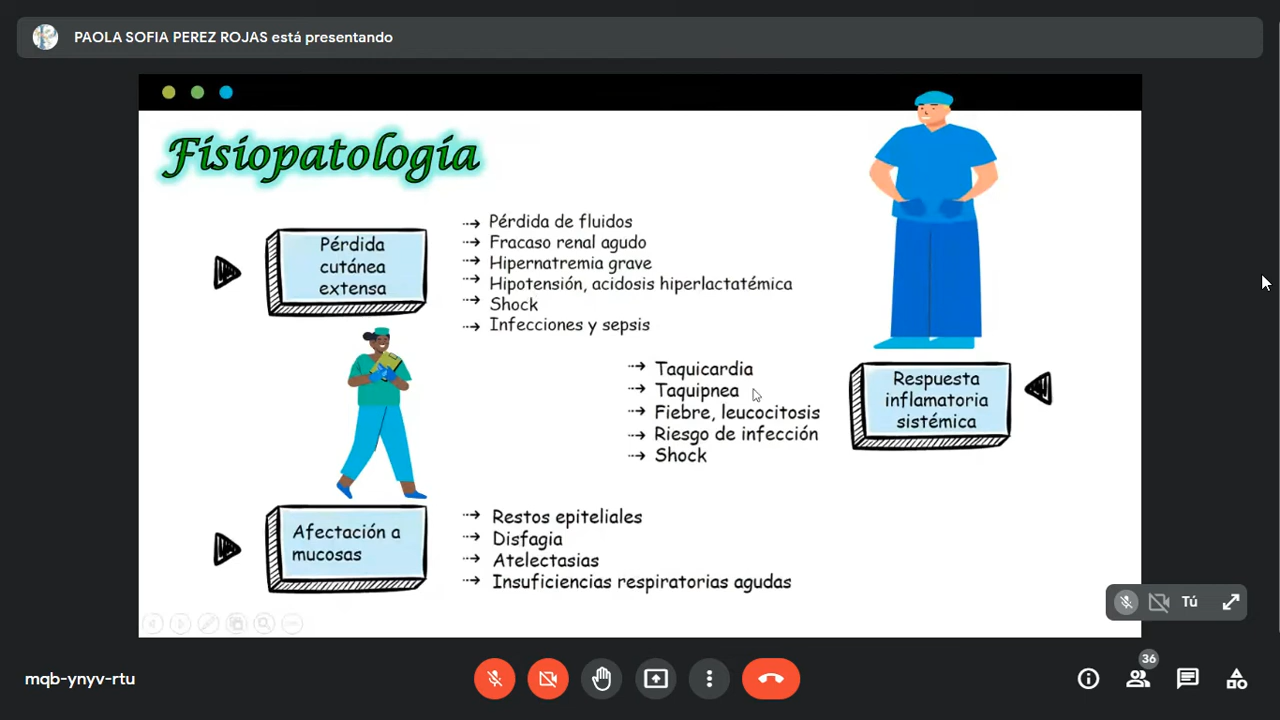 PAOLA SOFIA PEREZ ROJAS está presentando
Fisiopatología
Pérdida
cutánea
extensa
Pérdida de fluidos
Fracaso renal agudo
Hipernatremia grave
Hipotensión, acidosis hiperlactatémica
Shock
Infecciones y sepsis
Taquicardia
Taquipnea
Fiebre, leucocitosis
Riesgo de infección
Shock
Respuesta
inflamatoria
sistémica
Afectación a
mucosas
Restos epiteliales
Disfagia
Atelectasias
Insuficiencias respiratorias agudas
Tú
mqb-ynyv-rtu
36